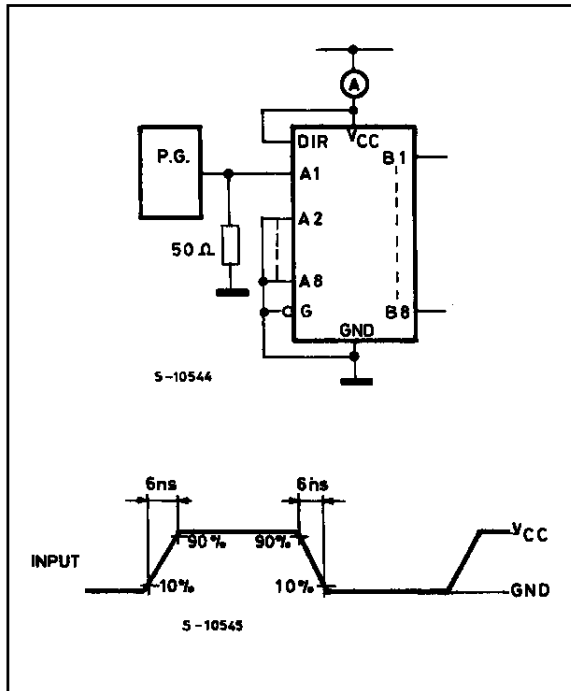 A
DIR
VCC
P.G.
B1
A1
A2
50Ω
A8
G
B8
GND
S-10544
6ns
6ns
90%
90%
VCC
INPUT
10%
10%
GND
S-10545